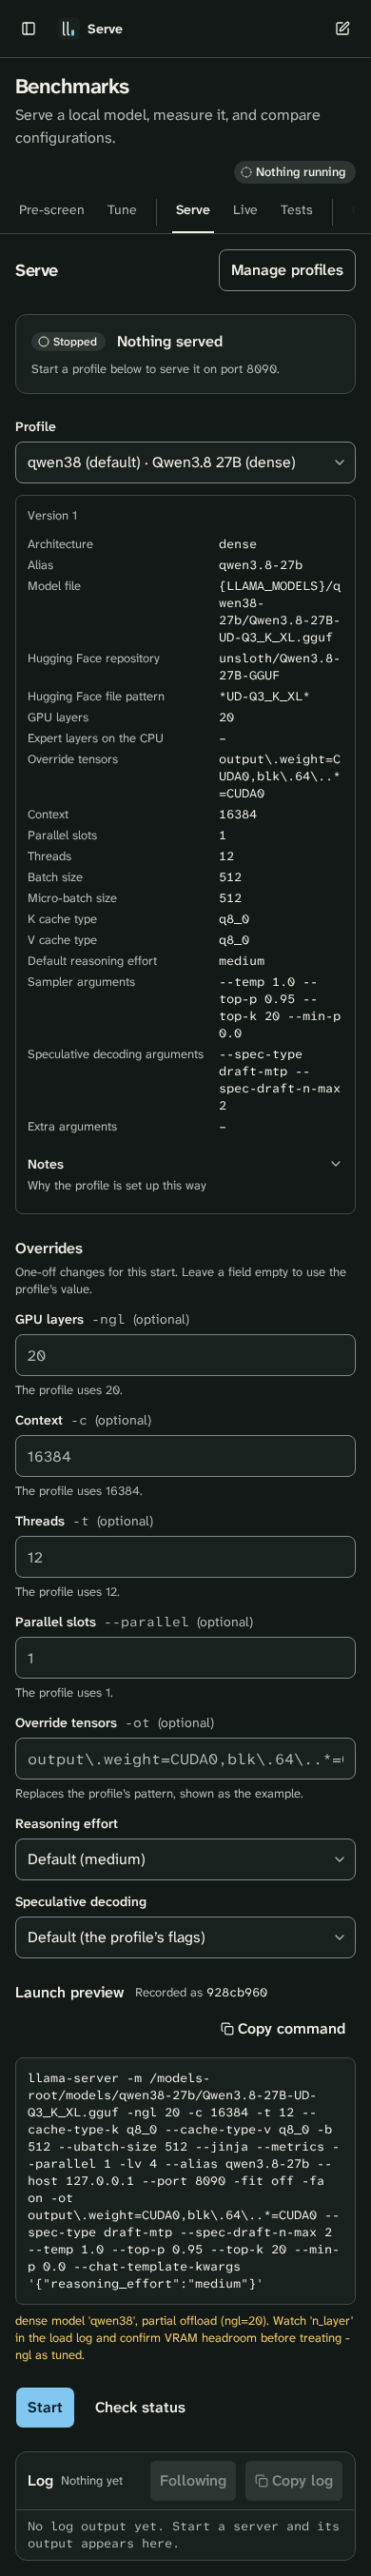 Serve
Benchmarks
Serve a local model, measure it, and compare
configurations.
Nothing running
Pre-screen Tune Serve Live Tests
Serve
Manage profiles
Stopped Nothing served
Start a profile below to serve it on port 8090.
Profile
qwen38 (default) · Qwen3.8 27B (dense)
Version 1
Architecture dense
Alias qwen3.8-27b
Model file {LLAMA_MODELS}/q
wen38-
27b/Qwen3.8-27B-
UD-Q3_K_XL.gguf
Hugging Face repository unsloth/Qwen3.8-
27B-GGUF
Hugging Face file pattern *UD-Q3_K_XL*
GPU layers 20
Expert layers on the CPU –
Override tensors output\.weight=C
UDA0,blk\.64\..*
=CUDA0
Context 16384
Parallel slots 1
Threads 12
Batch size 512
Micro-batch size 512
K cache type q8_0
V cache type q8_0
Default reasoning effort medium
Sampler arguments --temp 1.0 --
top-p 0.95 --
top-k 20 --min-p
0.0
Speculative decoding arguments --spec-type
draft-mtp --
spec-draft-n-max
2
Extra arguments –
Notes
Why the profile is set up this way
Overrides
One-off changes for this start. Leave a field empty to use the
profile's value.
GPU layers -ngl (optional)
20
The profile uses 20.
Context -c (optional)
16384
The profile uses 16384.
Threads -t (optional)
12
The profile uses 12.
Parallel slots --parallel (optional)
1
The profile uses 1.
Override tensors -ot (optional)
output\.weight=CUDA0,blk\.64\..*=
Replaces the profile's pattern, shown as the example.
Reasoning effort
Default (medium)
Speculative decoding
Default (the profile's flags)
Launch preview Recorded as 928cb960
Copy command
llama-server -m /models-
root/models/qwen38-27b/Qwen3.8-27B-UD-
Q3_K_XL.gguf -ngl 20 -c 16384 -t 12 --
cache-type-k q8_0 --cache-type-v q8_0 -b
512 --ubatch-size 512 --jinja --metrics -
-parallel 1 -lv 4 --alias qwen3.8-27b --
host 127.0.0.1 --port 8090 -fit off -fa
on -ot
output\.weight=CUDA0,blk\.64\..*=CUDA0 --
spec-type draft-mtp --spec-draft-n-max 2
--temp 1.0 --top-p 0.95 --top-k 20 --min-
p 0.0 --chat-template-kwargs
'{"reasoning_effort":"medium"}'
dense model 'qwen38', partial offload (ngl=20). Watch 'n_layer'
in the load log and confirm VRAM headroom before treating -
ngl as tuned.
Start Check status
Log Nothing yet Following Copy log
No log output yet. Start a server and its
output appears here.